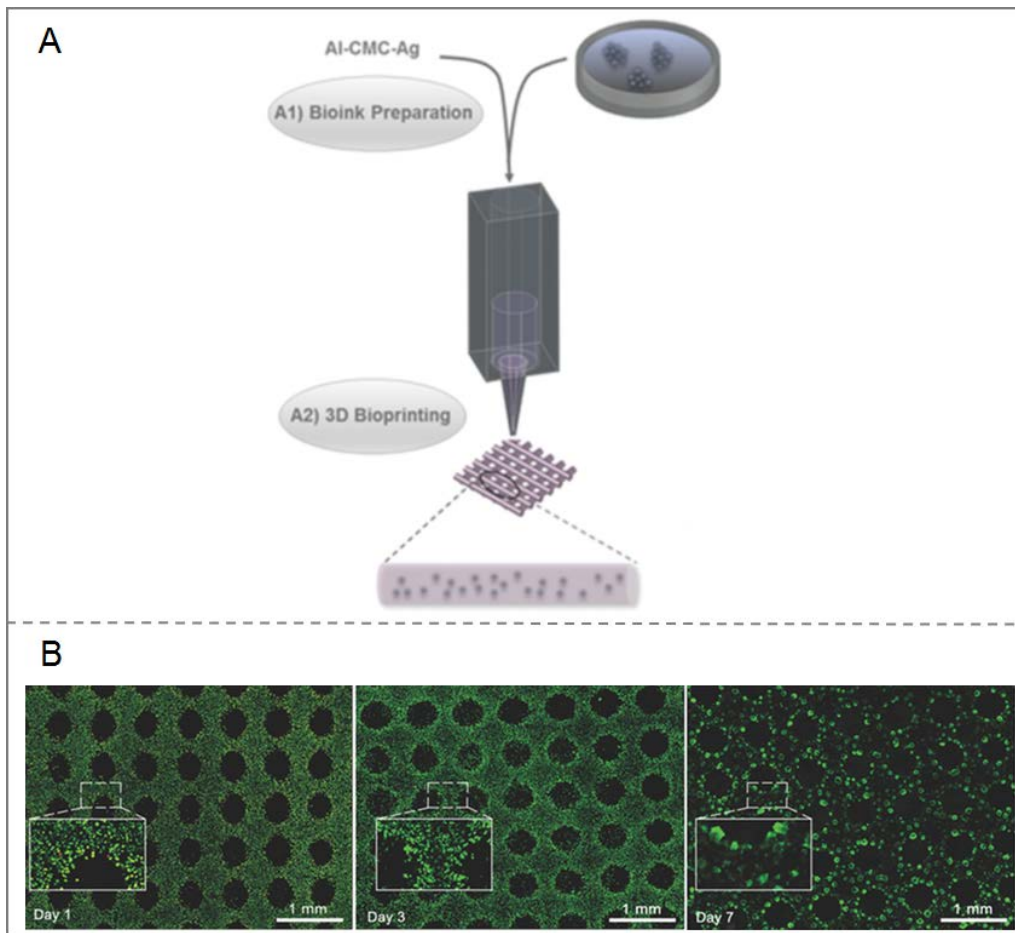 A
Al-CMC-Ag
A1) Bioink Preparation
A2) 3D Bioprinting
B
Day 1
1 mm
Day 3
1 mm
Day 7
1 mm